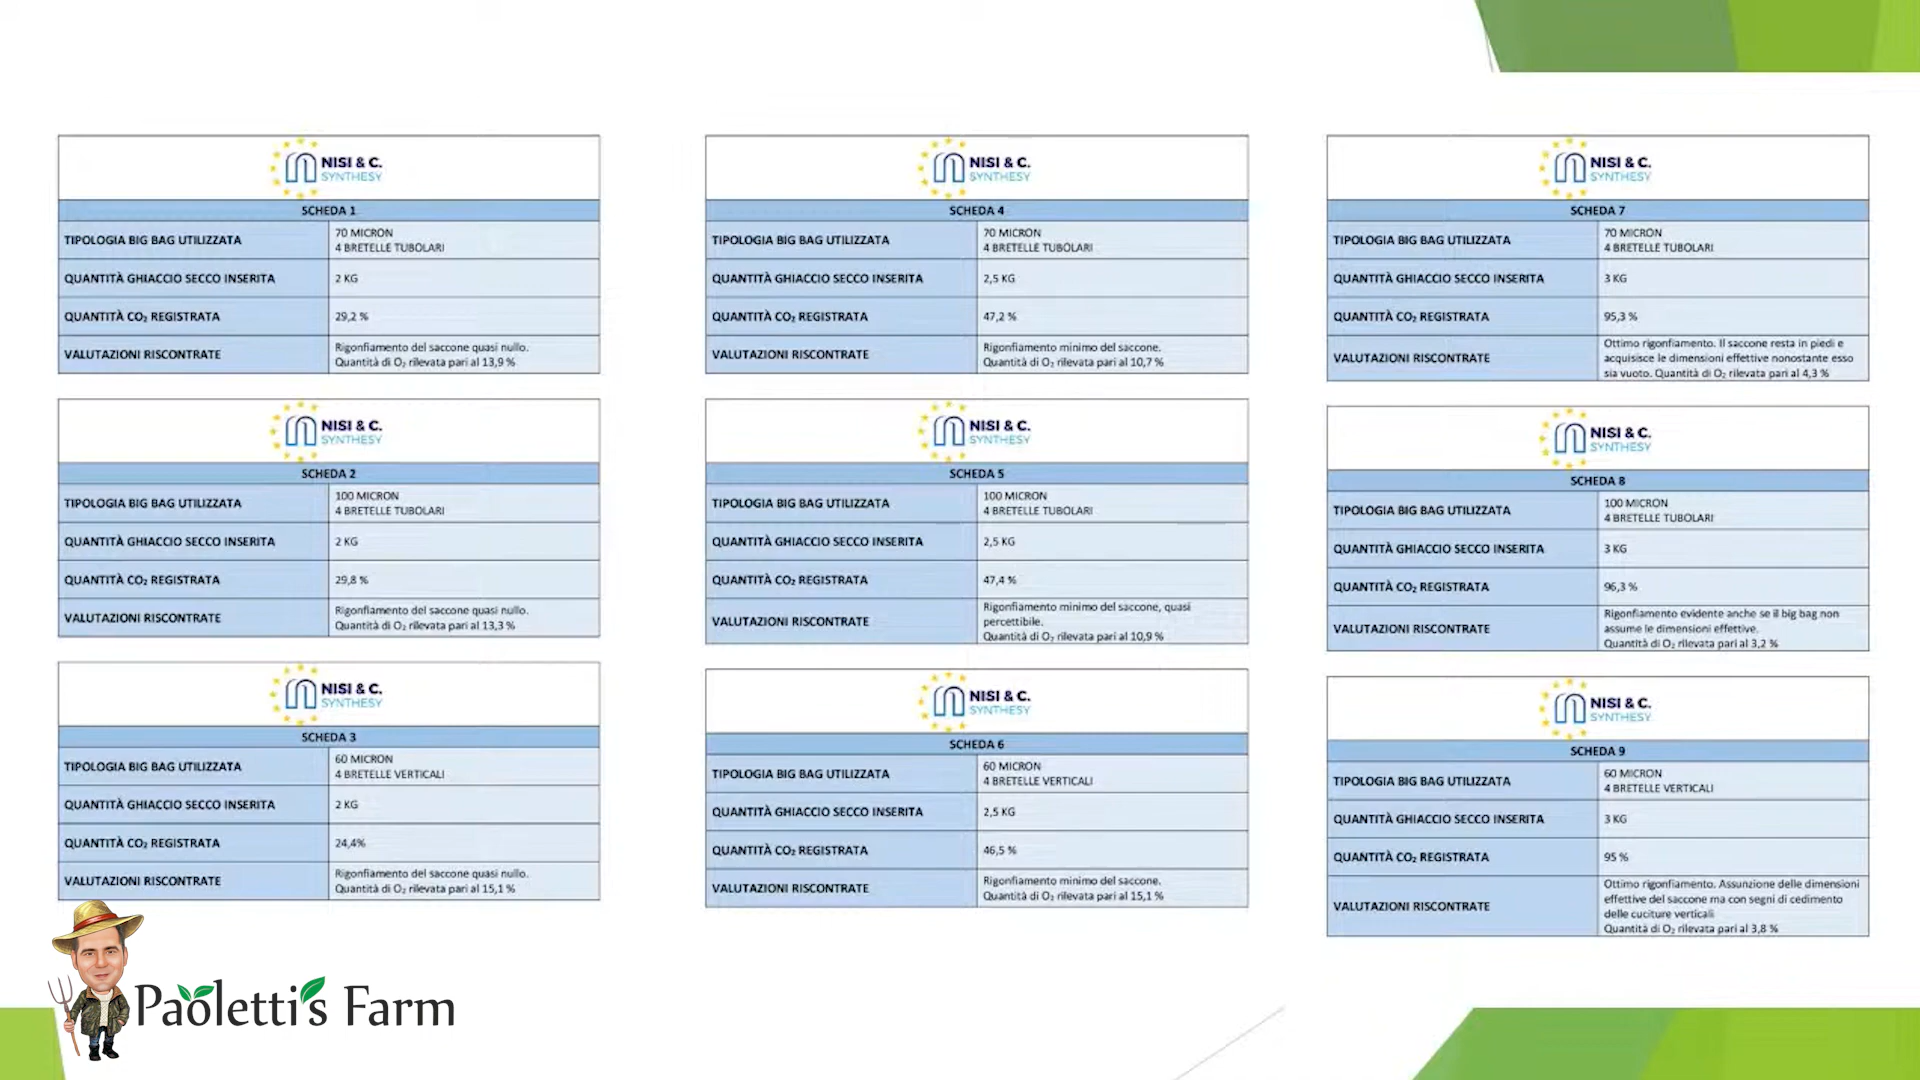 NISI & C.
SYNTHESY
SCHEDA 1
TIPOLOGIA BIG BAG UTILIZZATA
70 MICRON
4 BRETELLE TUBOLARI
QUANTITÀ GHIACCIO SECCO INSERITA
2 KG
QUANTITÀ CO₂ REGISTRATA
29,2 %
VALUTAZIONI RISCONTRATE
Rigonfiamento del saccone quasi nullo.
Quantità di O₂ rilevata pari al 13,9 %
NISI & C.
SYNTHESY
SCHEDA 2
TIPOLOGIA BIG BAG UTILIZZATA
100 MICRON
4 BRETELLE TUBOLARI
QUANTITÀ GHIACCIO SECCO INSERITA
2 KG
QUANTITÀ CO₂ REGISTRATA
29,8 %
VALUTAZIONI RISCONTRATE
Rigonfiamento del saccone quasi nullo.
Quantità di O₂ rilevata pari al 13,3 %
NISI & C.
SYNTHESY
SCHEDA 3
TIPOLOGIA BIG BAG UTILIZZATA
60 MICRON
4 BRETELLE VERTICALI
QUANTITÀ GHIACCIO SECCO INSERITA
2 KG
QUANTITÀ CO₂ REGISTRATA
24,4%
VALUTAZIONI RISCONTRATE
Rigonfiamento del saccone quasi nullo.
Quantità di O₂ rilevata pari al 15,1 %
NISI & C.
SYNTHESY
SCHEDA 4
TIPOLOGIA BIG BAG UTILIZZATA
70 MICRON
4 BRETELLE TUBOLARI
QUANTITÀ GHIACCIO SECCO INSERITA
2,5 KG
QUANTITÀ CO₂ REGISTRATA
47,2 %
VALUTAZIONI RISCONTRATE
Rigonfiamento minimo del saccone.
Quantità di O₂ rilevata pari al 10,7 %
NISI & C.
SYNTHESY
SCHEDA 5
TIPOLOGIA BIG BAG UTILIZZATA
100 MICRON
4 BRETELLE TUBOLARI
QUANTITÀ GHIACCIO SECCO INSERITA
2,5 KG
QUANTITÀ CO₂ REGISTRATA
47,4 %
VALUTAZIONI RISCONTRATE
Rigonfiamento minimo del saccone, quasi
percettibile.
Quantità di O₂ rilevata pari al 10,9 %
NISI & C.
SYNTHESY
SCHEDA 6
TIPOLOGIA BIG BAG UTILIZZATA
60 MICRON
4 BRETELLE VERTICALI
QUANTITÀ GHIACCIO SECCO INSERITA
2,5 KG
QUANTITÀ CO₂ REGISTRATA
46,5 %
VALUTAZIONI RISCONTRATE
Rigonfiamento minimo del saccone.
Quantità di O₂ rilevata pari al 15,1 %
NISI & C.
SYNTHESY
SCHEDA 7
TIPOLOGIA BIG BAG UTILIZZATA
70 MICRON
4 BRETELLE TUBOLARI
QUANTITÀ GHIACCIO SECCO INSERITA
3 KG
QUANTITÀ CO₂ REGISTRATA
95,3 %
VALUTAZIONI RISCONTRATE
Ottimo rigonfiamento. Il saccone resta in piedi e
acquisisce le dimensioni effettive nonostante esso
sia vuoto. Quantità di O₂ rilevata pari al 4,3 %
NISI & C.
SYNTHESY
SCHEDA 8
TIPOLOGIA BIG BAG UTILIZZATA
100 MICRON
4 BRETELLE TUBOLARI
QUANTITÀ GHIACCIO SECCO INSERITA
3 KG
QUANTITÀ CO₂ REGISTRATA
96,3 %
VALUTAZIONI RISCONTRATE
Rigonfiamento evidente anche se il big bag non
assume le dimensioni effettive.
Quantità di O₂ rilevata pari al 3,2 %
NISI & C.
SYNTHESY
SCHEDA 9
TIPOLOGIA BIG BAG UTILIZZATA
60 MICRON
4 BRETELLE VERTICALI
QUANTITÀ GHIACCIO SECCO INSERITA
3 KG
QUANTITÀ CO₂ REGISTRATA
95 %
VALUTAZIONI RISCONTRATE
Ottimo rigonfiamento. Assunzione delle dimensioni
effettive del saccone ma con segni di cedimento
delle cuciture verticali
Quantità di O₂ rilevata pari al 3,8 %
Paoletti's Farm